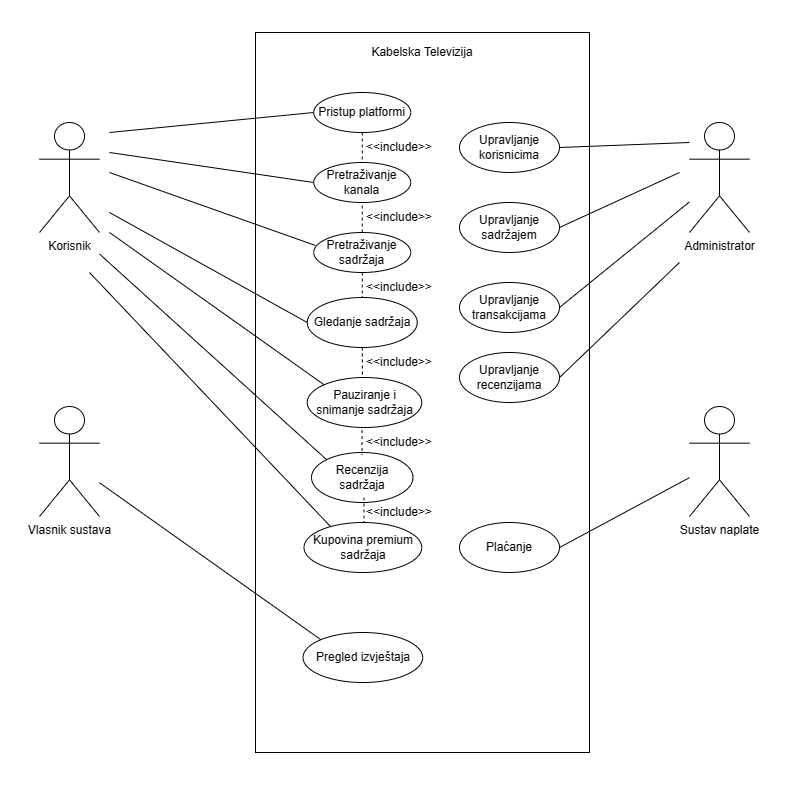 Kabelska Televizija
Pristup platformi
<<include>>
Pretraživanje
kanala
<<include>>
Pretraživanje
sadržaja
<<include>>
Gledanje sadržaja
<<include>>
Pauziranje i
snimanje sadržaja
<<include>>
Recenzija
sadržaja
<<include>>
Kupovina premium
sadržaja
Pregled izvještaja
Upravljanje
korisnicima
Upravljanje
sadržajem
Upravljanje
transakcijama
Upravljanje
recenzijama
Plaćanje
Korisnik
Vlasnik sustava
Administrator
Sustav naplate